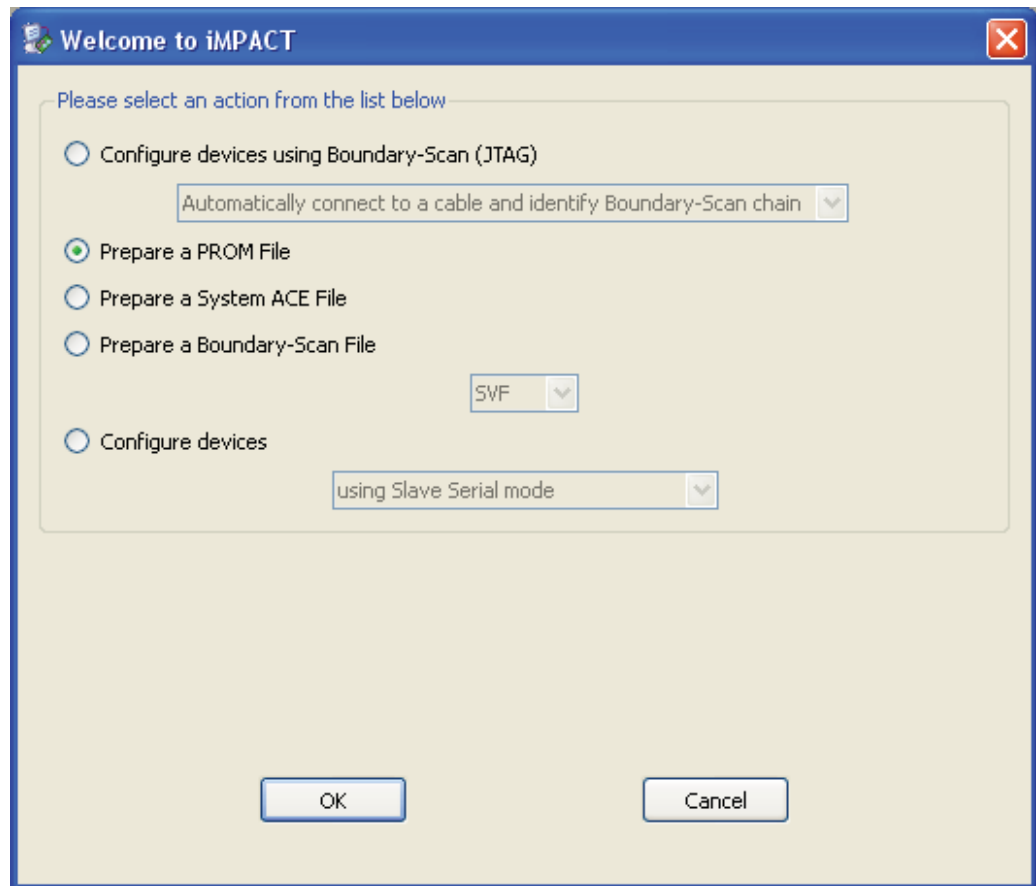 Welcome to iMPACT
Please select an action from the list below
Configure devices using Boundary-Scan (JTAG)
Automatically connect to a cable and identify Boundary-Scan chain
Prepare a PROM File
Prepare a System ACE File
Prepare a Boundary-Scan File
SVF
Configure devices
using Slave Serial mode
OK Cancel